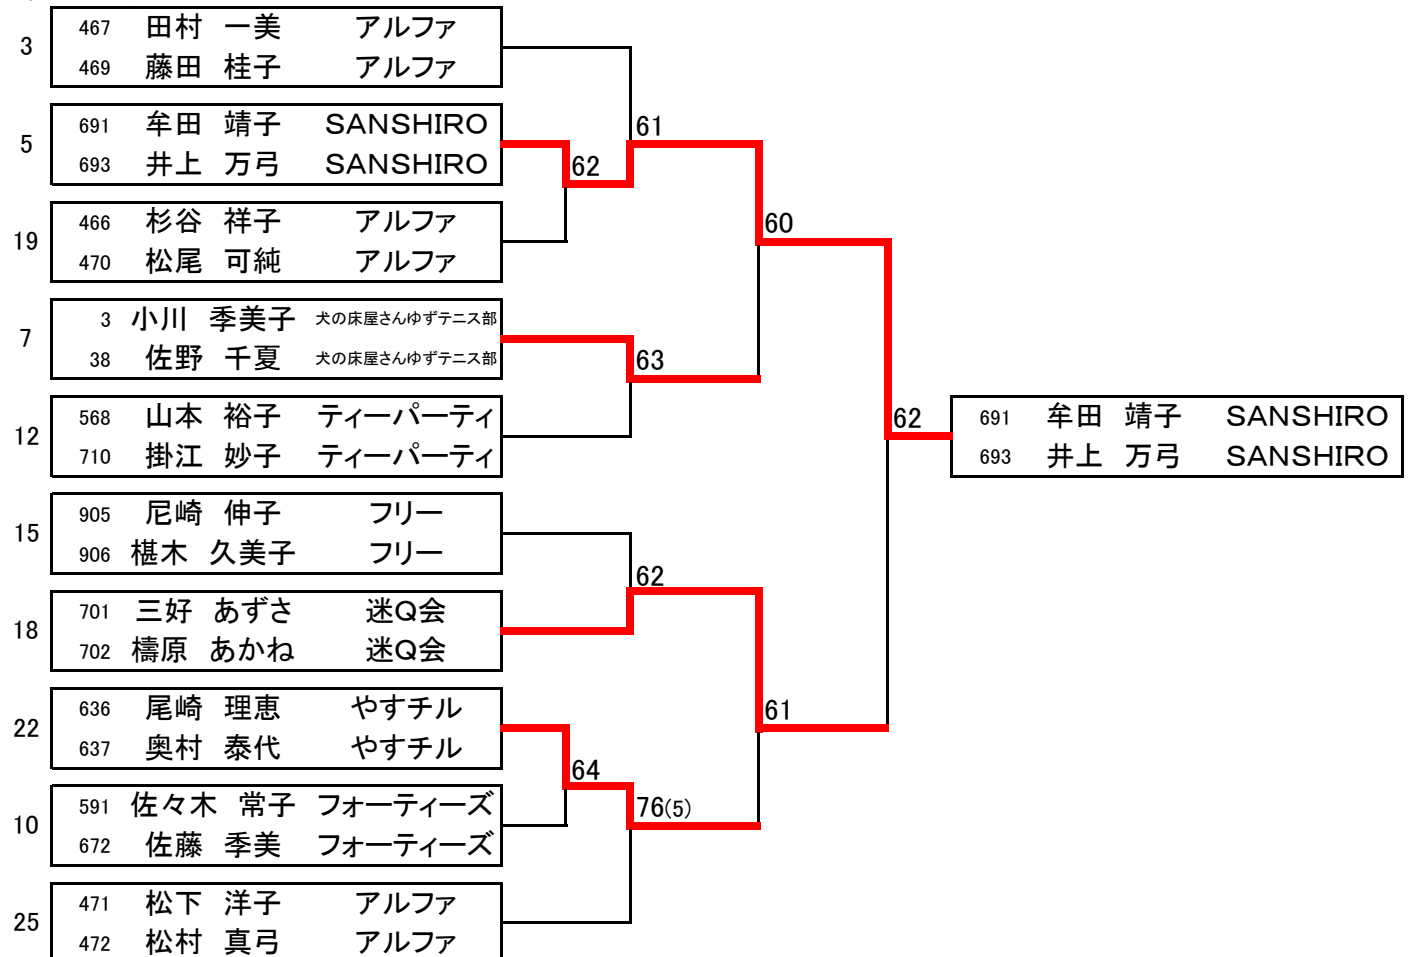 3
467 田村 一美 アルファ
469 藤田 桂子 アルファ
5
691 牟田 靖子 SANSHIRO
693 井上 万弓 SANSHIRO
61
62
19
466 杉谷 祥子 アルファ
470 松尾 可純 アルファ
60
7
3 小川 季美子 犬の床屋さんゆずテニス部
38 佐野 千夏 犬の床屋さんゆずテニス部
63
12
568 山本 裕子 ティーパーティ
710 掛江 妙子 ティーパーティ
62
691 牟田 靖子 SANSHIRO
693 井上 万弓 SANSHIRO
15
905 尼崎 伸子 フリー
906 椹木 久美子 フリー
62
18
701 三好 あずさ 迷Q会
702 檮原 あかね 迷Q会
22
636 尾崎 理恵 やすチル
637 奥村 泰代 やすチル
61
64
10
591 佐々木 常子 フォーティーズ
672 佐藤 季美 フォーティーズ
76(5)
25
471 松下 洋子 アルファ
472 松村 真弓 アルファ